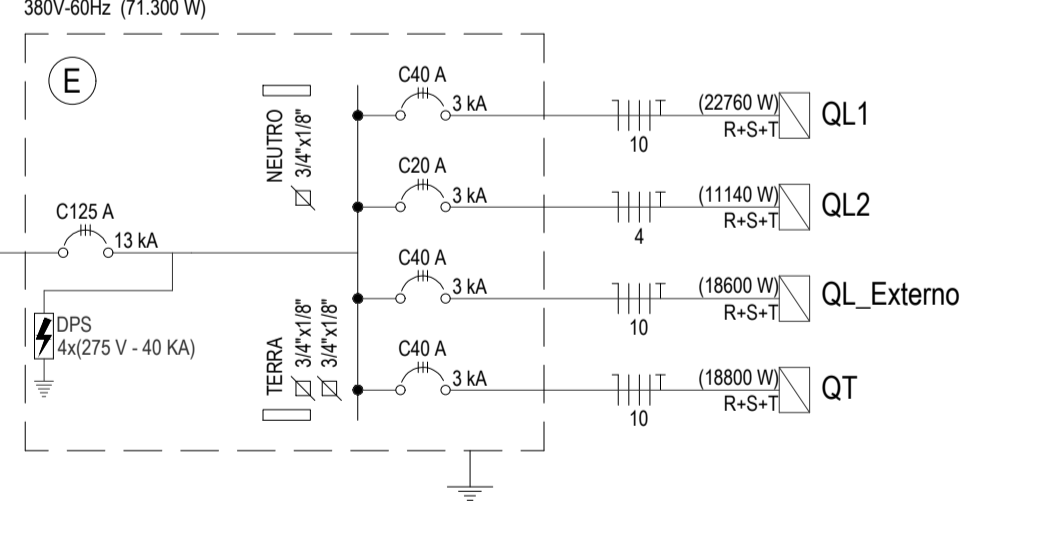 380V-60Hz (71.300 W)
E
NEUTRO
3/4"x1/8"
C125 A
13 kA
DPS
4x(275 V - 40 KA)
TERRA
3/4"x1/8"
3/4"x1/8"
C40 A
3 kA
10
(22760 W)
R+S+T
QL1
C20 A
3 kA
4
(11140 W)
R+S+T
QL2
C40 A
3 kA
10
(18600 W)
R+S+T
QL_Externo
C40 A
3 kA
10
(18800 W)
R+S+T
QT